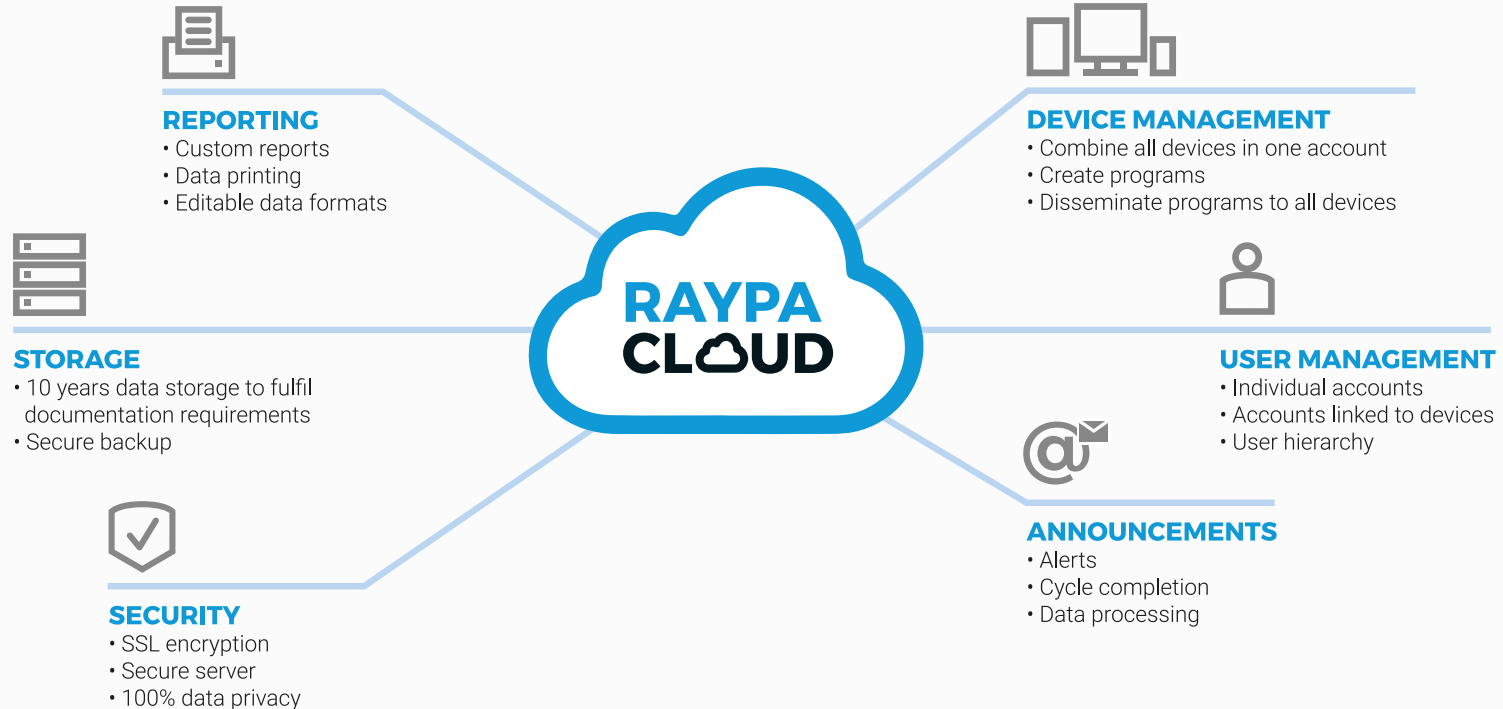 REPORTING
• Custom reports
• Data printing
• Editable data formats
DEVICE MANAGEMENT
• Combine all devices in one account
• Create programs
• Disseminate programs to all devices
RAYPA
CLOUD
STORAGE
• 10 years data storage to fulfil
documentation requirements
• Secure backup
USER MANAGEMENT
• Individual accounts
• Accounts linked to devices
• User hierarchy
@
ANNOUNCEMENTS
• Alerts
• Cycle completion
• Data processing
SECURITY
• SSL encryption
• Secure server
• 100% data privacy